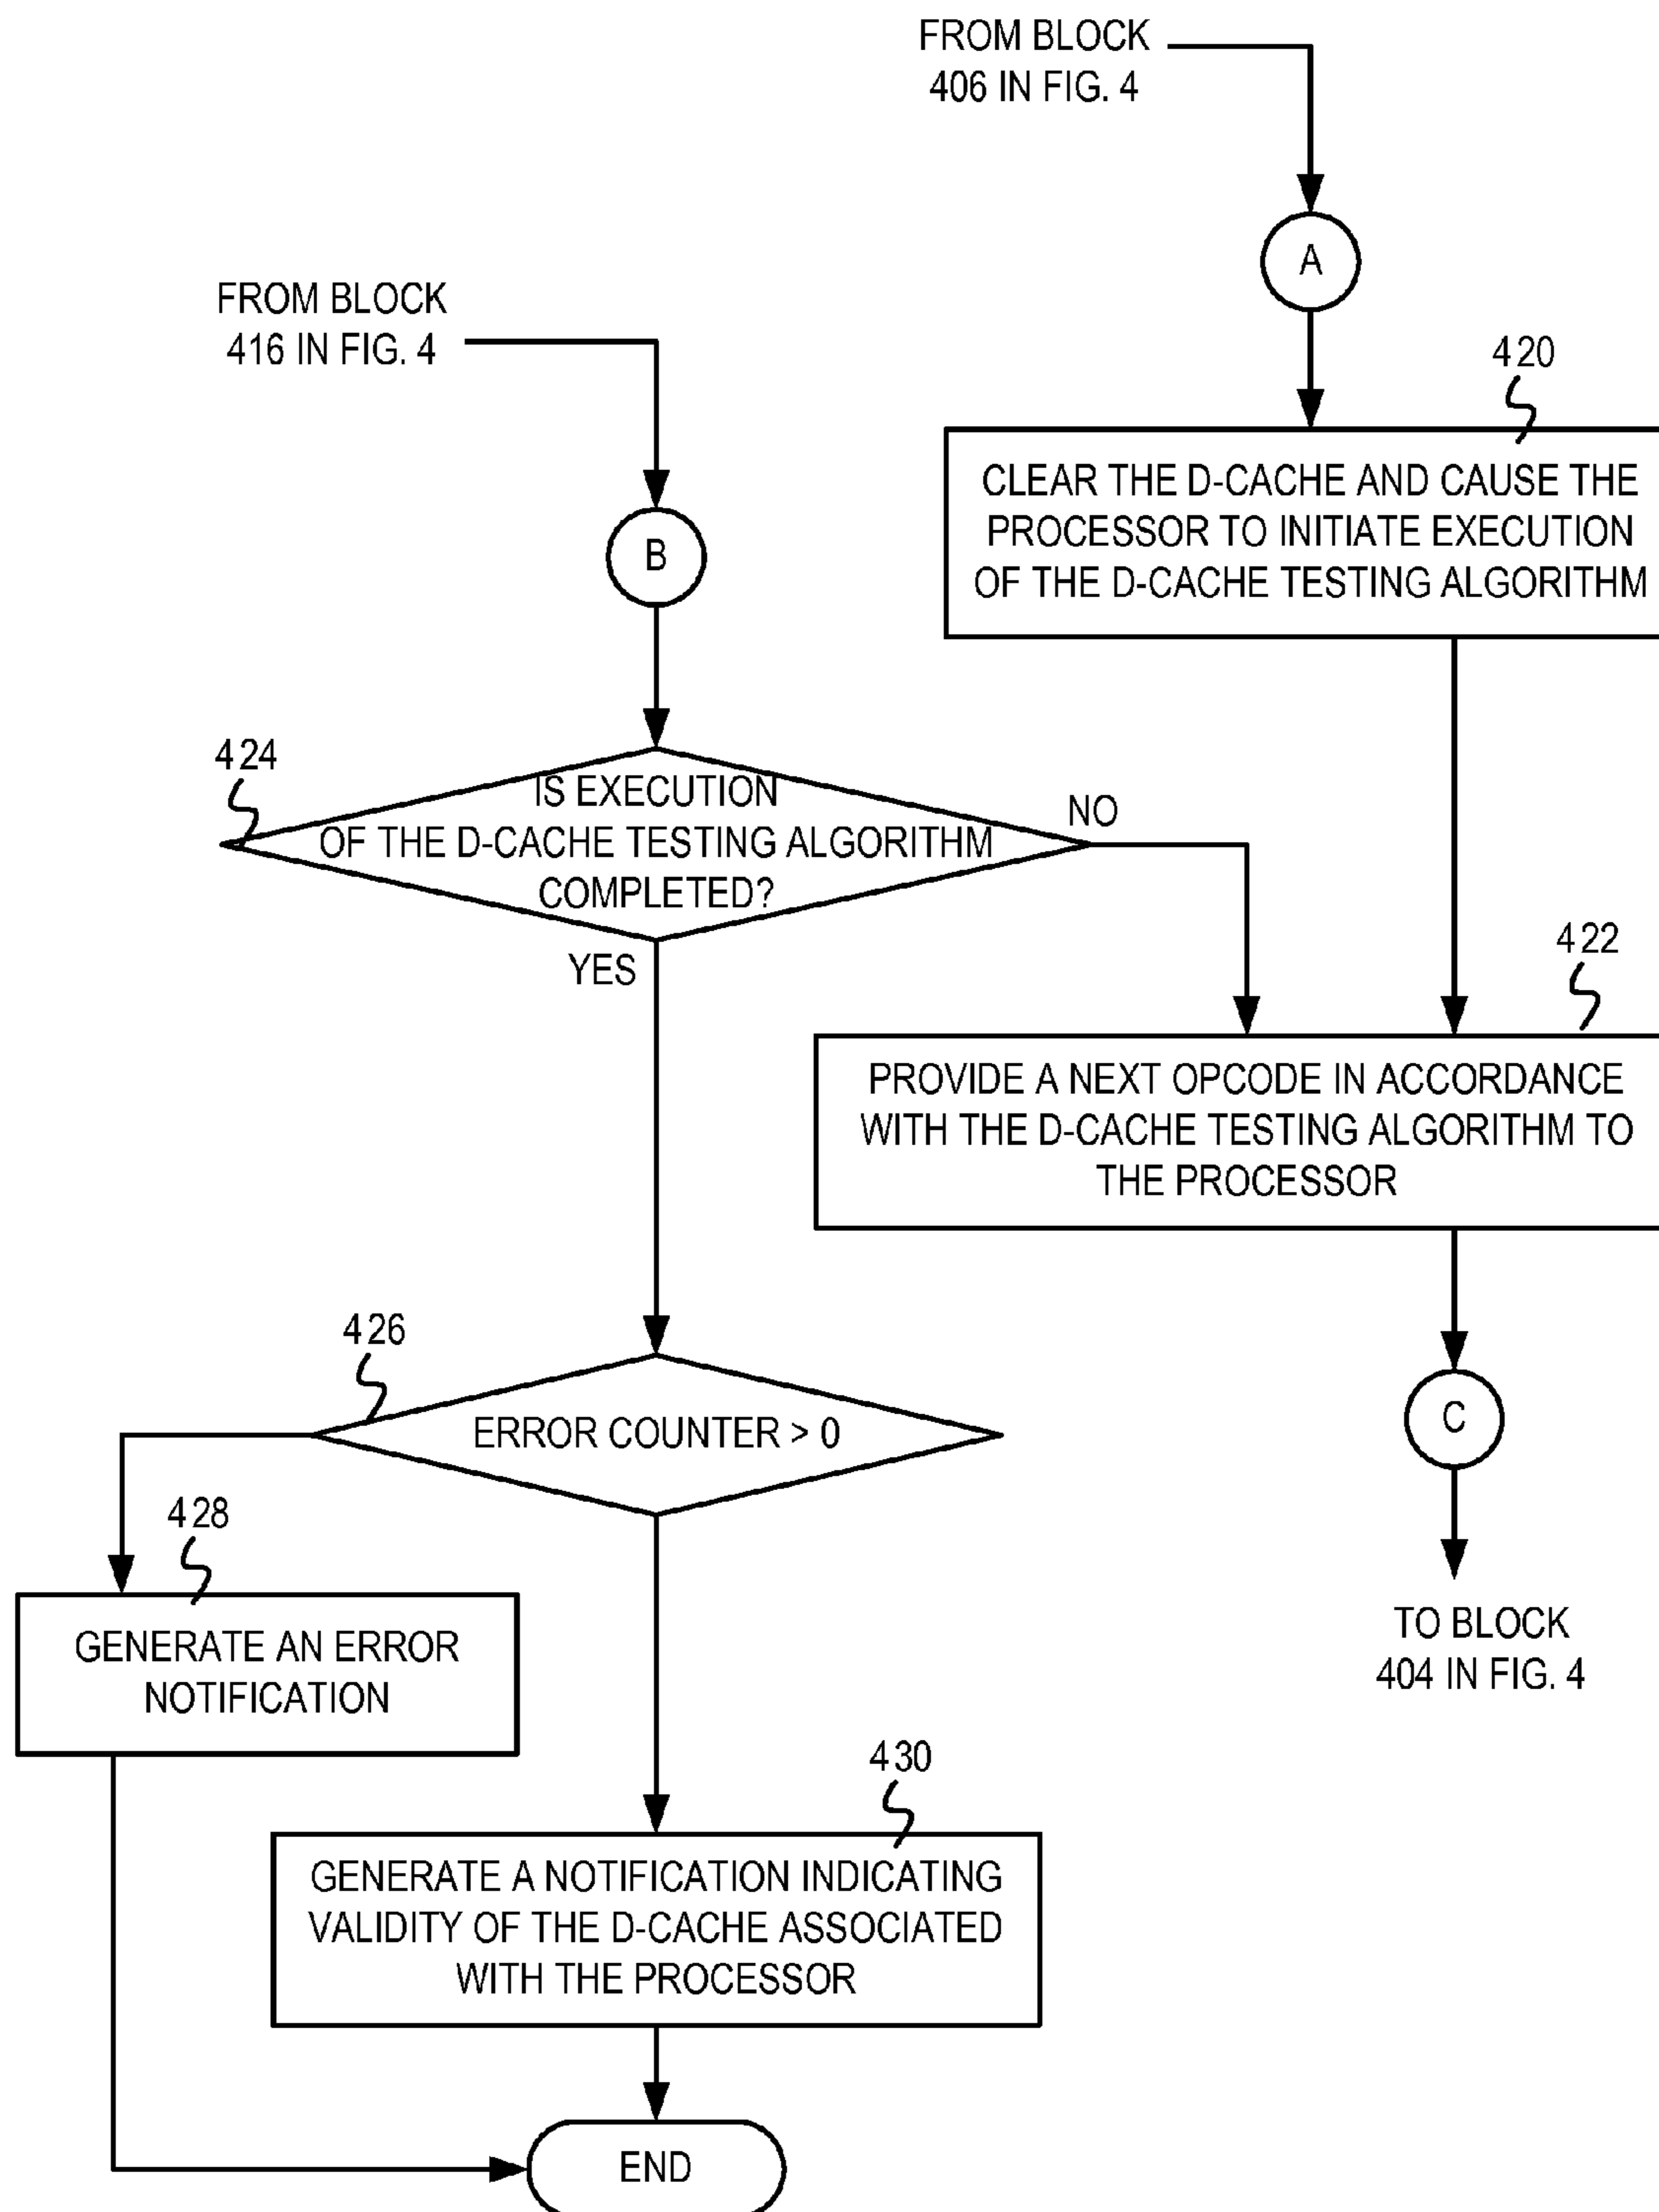 FROM BLOCK
406 IN FIG. 4
A
FROM BLOCK
416 IN FIG. 4
420
CLEAR THE D-CACHE AND CAUSE THE
PROCESSOR TO INITIATE EXECUTION
OF THE D-CACHE TESTING ALGORITHM
B
424
IS EXECUTION
OF THE D-CACHE TESTING ALGORITHM
COMPLETED?
NO
YES
422
PROVIDE A NEXT OPCODE IN ACCORDANCE
WITH THE D-CACHE TESTING ALGORITHM TO
THE PROCESSOR
426
ERROR COUNTER > 0
C
428
GENERATE AN ERROR
NOTIFICATION
TO BLOCK
404 IN FIG. 4
430
GENERATE A NOTIFICATION INDICATING
VALIDITY OF THE D-CACHE ASSOCIATED
WITH THE PROCESSOR
END